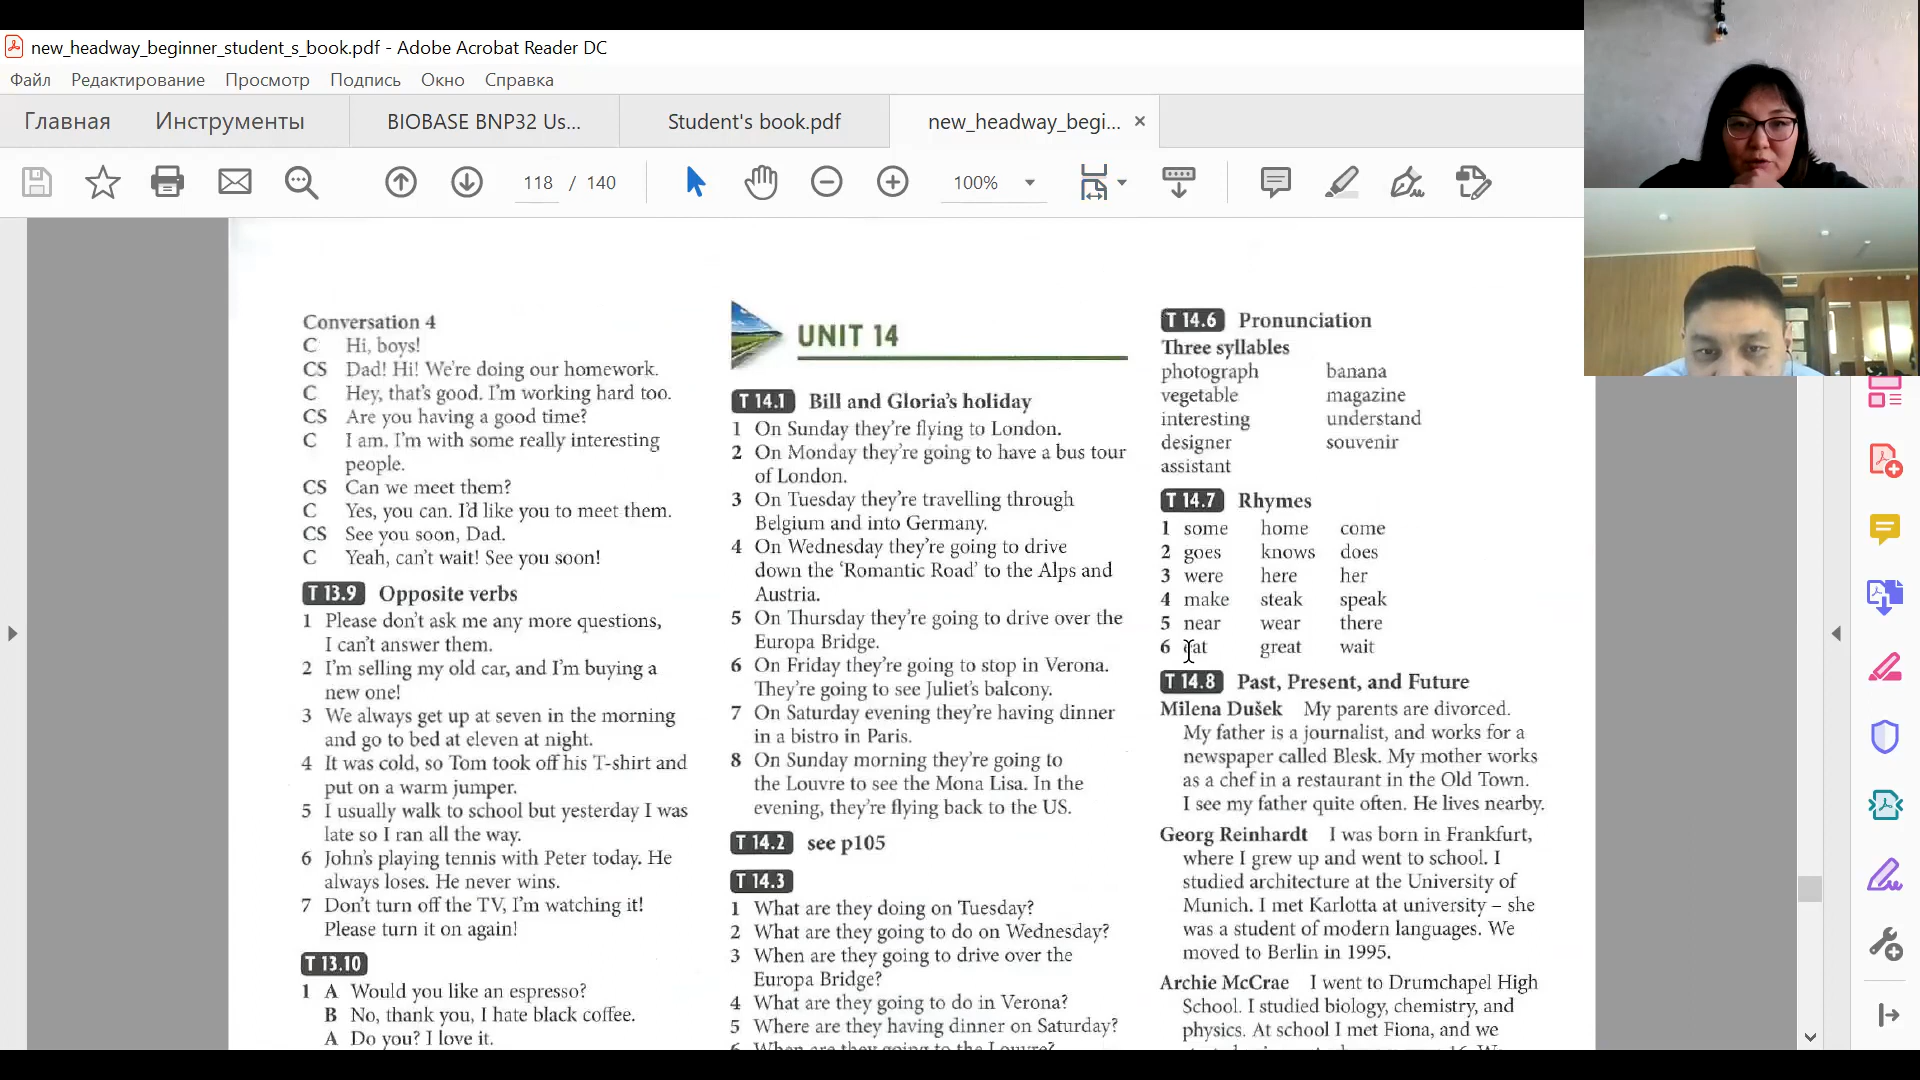 new_headway_beginner_student_s_book.pdf - Adobe Acrobat Reader DC
Файл Редактирование Просмотр Подпись Окно Справка
Главная Инструменты BIOBASE BNP32 Us... Student's book.pdf new_headway_begi...
118 / 140 100%
Conversation 4
C Hi, boys!
CS Dad! Hi! We're doing our homework.
C Hey, that's good. I'm working hard too.
CS Are you having a good time?
C I am. I'm with some really interesting
people.
CS Can we meet them?
C Yes, you can. I'd like you to meet them.
CS See you soon, Dad.
C Yeah, can't wait! See you soon!
T 13.9 Opposite verbs
1 Please don't ask me any more questions,
I can't answer them.
2 I'm selling my old car, and I'm buying a
new one!
3 We always get up at seven in the morning
and go to bed at eleven at night.
4 It was cold, so Tom took off his T-shirt and
put on a warm jumper.
5 I usually walk to school but yesterday I was
late so I ran all the way.
6 John's playing tennis with Peter today. He
always loses. He never wins.
7 Don't turn off the TV, I'm watching it!
Please turn it on again!
T 13.10
1 A Would you like an espresso?
B No, thank you, I hate black coffee.
A Do you? I love it.
UNIT 14
T 14.1 Bill and Gloria's holiday
1 On Sunday they're flying to London.
2 On Monday they're going to have a bus tour
of London.
3 On Tuesday they're travelling through
Belgium and into Germany.
4 On Wednesday they're going to drive
down the 'Romantic Road' to the Alps and
Austria.
5 On Thursday they're going to drive over the
Europa Bridge.
6 On Friday they're going to stop in Verona.
They're going to see Juliet's balcony.
7 On Saturday evening they're having dinner
in a bistro in Paris.
8 On Sunday morning they're going to
the Louvre to see the Mona Lisa. In the
evening, they're flying back to the US.
T 14.2 see p105
T 14.3
1 What are they doing on Tuesday?
2 What are they going to do on Wednesday?
3 When are they going to drive over the
Europa Bridge?
4 What are they going to do in Verona?
5 Where are they having dinner on Saturday?
6 When are they going to the Louvre?
T 14.6 Pronunciation
Three syllables
photograph banana
vegetable magazine
interesting understand
designer souvenir
assistant
T 14.7 Rhymes
1 some home come
2 goes knows does
3 were here her
4 make steak speak
5 near wear there
6 eat great wait
T 14.8 Past, Present, and Future
Milena Dušek My parents are divorced.
My father is a journalist, and works for a
newspaper called Blesk. My mother works
as a chef in a restaurant in the Old Town.
I see my father quite often. He lives nearby.
Georg Reinhardt I was born in Frankfurt,
where I grew up and went to school. I
studied architecture at the University of
Munich. I met Karlotta at university – she
was a student of modern languages. We
moved to Berlin in 1995.
Archie McCrae I went to Drumchapel High
School. I studied biology, chemistry, and
physics. At school I met Fiona, and we